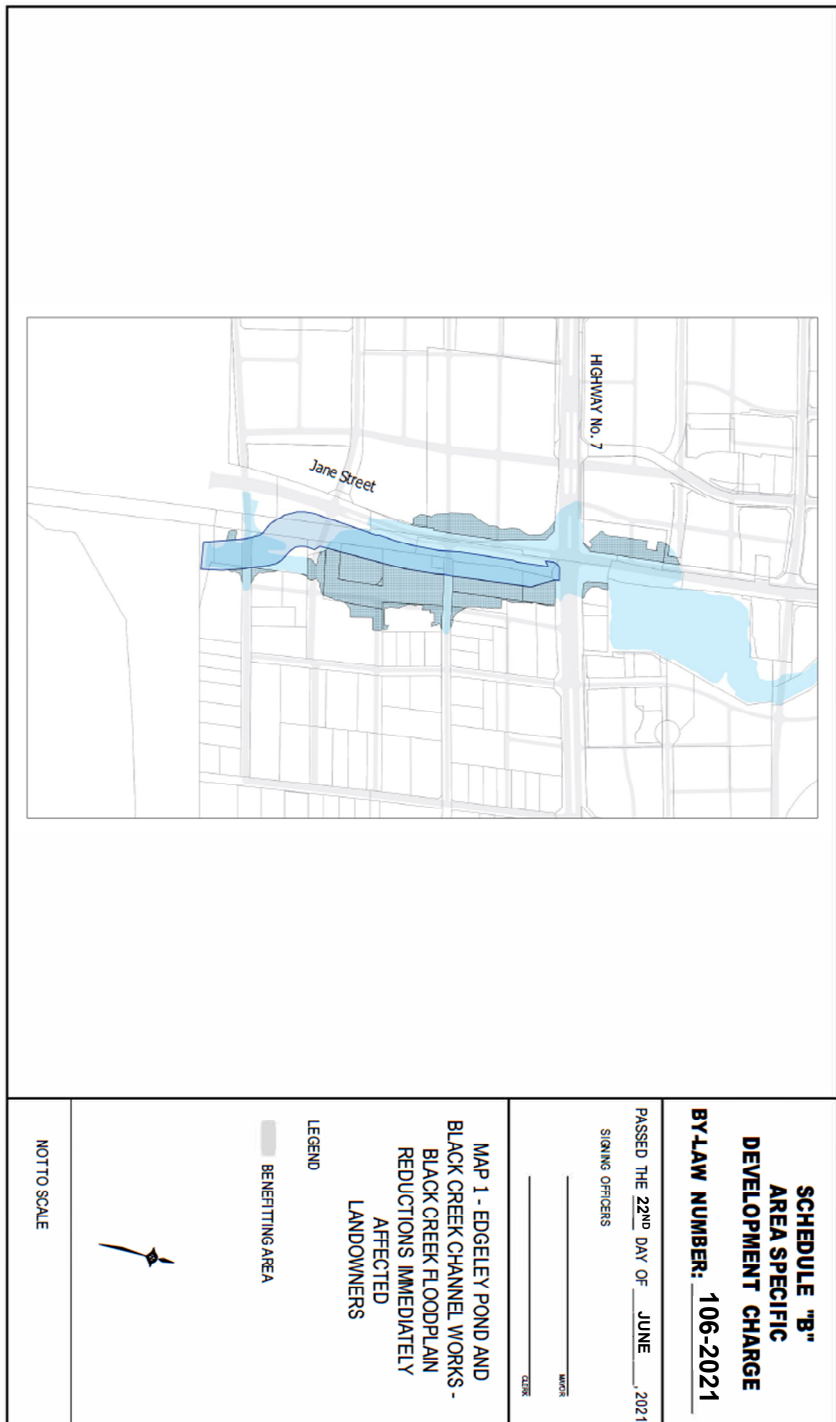 HIGHWAY No. 7
Jane Street
SCHEDULE "B"
AREA SPECIFIC
DEVELOPMENT CHARGE
BY-LAW NUMBER: 106-2021
PASSED THE 22ND DAY OF JUNE, 2021
SIGNING OFFICERS
MAYOR
CLERK
MAP 1 - EDGELEY POND AND
BLACK CREEK CHANNEL WORKS -
BLACK CREEK FLOODPLAIN
REDUCTIONS IMMEDIATELY
AFFECTED
LANDOWNERS
LEGEND
BENEFITTING AREA
NOT TO SCALE